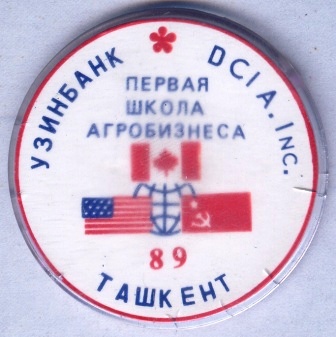 УЗИНБАНК
DCIA. INC.
ПЕРВАЯ
ШКОЛА
АГРОБИЗНЕСА
89
ТАШКЕНТ